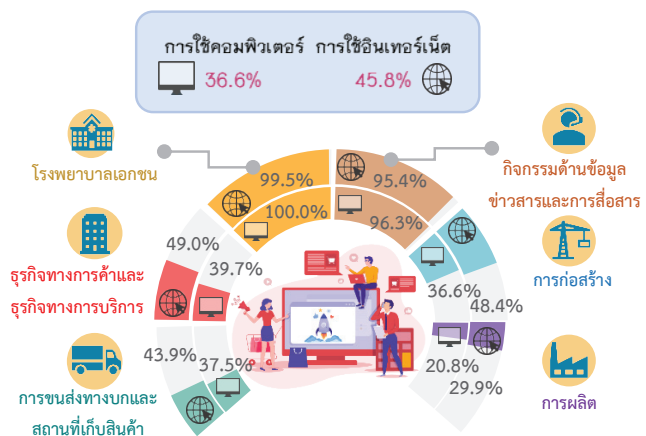 การใช้คอมพิวเตอร์ การใช้อินเทอร์เน็ต
36.6% 45.8%
โรงพยาบาลเอกชน
กิจกรรมด้านข้อมูล
ข่าวสารและการสื่อสาร
99.5% 95.4%
100.0% 96.3%
49.0%
39.7%
ธุรกิจทางการค้าและ
ธุรกิจทางการบริการ
การก่อสร้าง
36.6%
48.4%
43.9%
37.5%
20.8%
29.9%
การขนส่งทางบกและ
สถานที่เก็บสินค้า
การผลิต